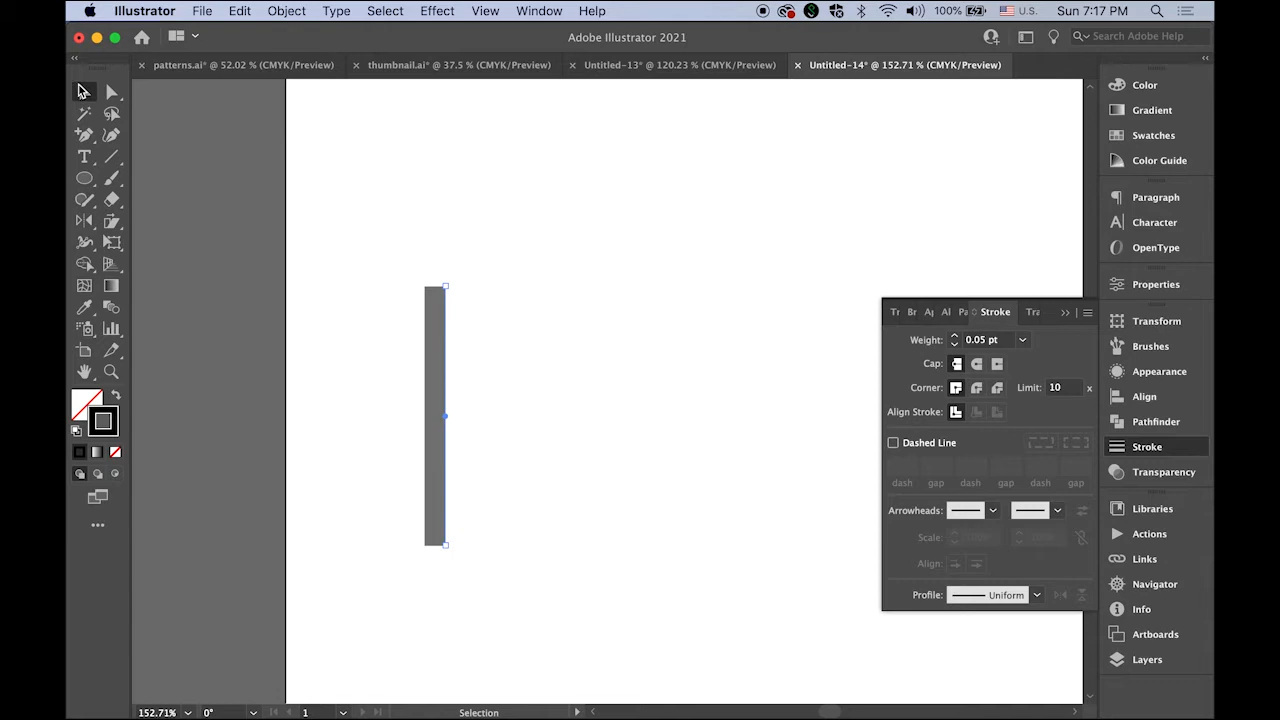 Illustrator File Edit Object Type Select Effect View Window Help 100% U.S. Sun 7:17 PM
Adobe Illustrator 2021
Search Adobe Help
patterns.ai* @ 52.02 % (CMYK/Preview)
thumbnail.ai* @ 37.5 % (CMYK/Preview)
Untitled-13* @ 120.23 % (CMYK/Preview)
Untitled-14* @ 152.71 % (CMYK/Preview)
Color
Gradient
Swatches
Color Guide
Paragraph
Character
OpenType
Properties
Transform
Brushes
Appearance
Align
Pathfinder
Stroke
Transparency
Libraries
Actions
Links
Navigator
Info
Artboards
Layers
Tr Br Al Pa Stroke Tra
Weight: 0.05 pt
Cap:
Corner: Limit: 10 x
Align Stroke:
Dashed Line
dash gap dash gap dash gap
Arrowheads:
Scale:
Align:
Profile: Uniform
152.71% 0° 1 Selection